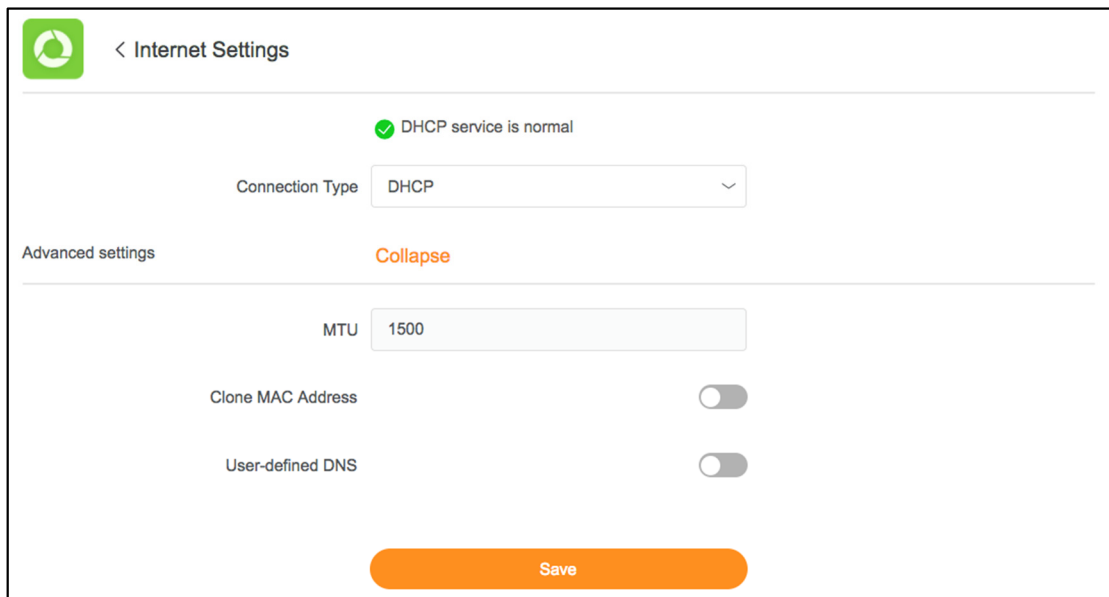 Internet Settings
DHCP service is normal
Connection Type DHCP
Advanced settings Collapse
MTU 1500
Clone MAC Address
User-defined DNS
Save